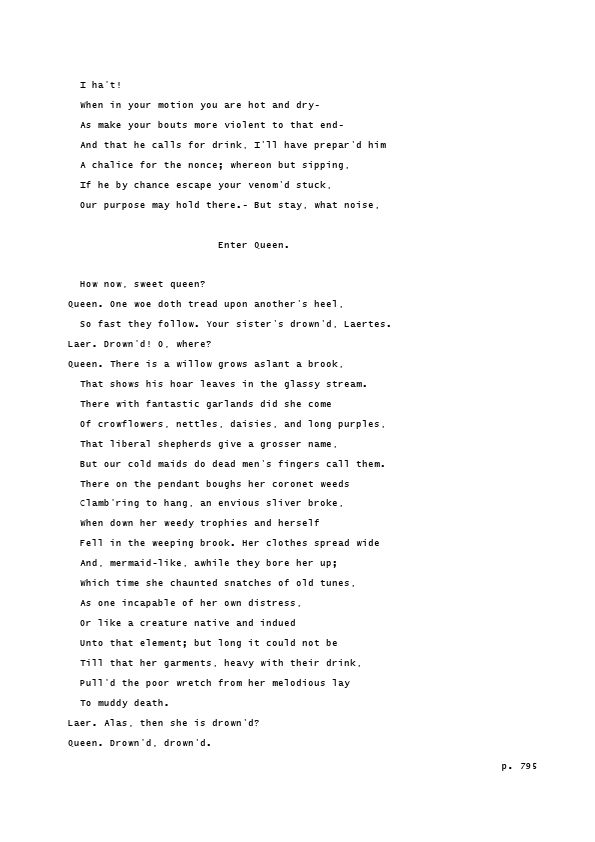 I ha't!
When in your motion you are hot and dry-
As make your bouts more violent to that end-
And that he calls for drink, I'll have prepar'd him
A chalice for the nonce; whereon but sipping,
If he by chance escape your venom'd stuck,
Our purpose may hold there.- But stay, what noise,
Enter Queen.
How now, sweet queen?
Queen. One woe doth tread upon another's heel,
So fast they follow. Your sister's drown'd, Laertes.
Laer. Drown'd! O, where?
Queen. There is a willow grows aslant a brook,
That shows his hoar leaves in the glassy stream.
There with fantastic garlands did she come
Of crowflowers, nettles, daisies, and long purples,
That liberal shepherds give a grosser name,
But our cold maids do dead men's fingers call them.
There on the pendant boughs her coronet weeds
Clamb'ring to hang, an envious sliver broke,
When down her weedy trophies and herself
Fell in the weeping brook. Her clothes spread wide
And, mermaid-like, awhile they bore her up;
Which time she chaunted snatches of old tunes,
As one incapable of her own distress,
Or like a creature native and indued
Unto that element; but long it could not be
Till that her garments, heavy with their drink,
Pull'd the poor wretch from her melodious lay
To muddy death.
Laer. Alas, then she is drown'd?
Queen. Drown'd, drown'd.
p. 795